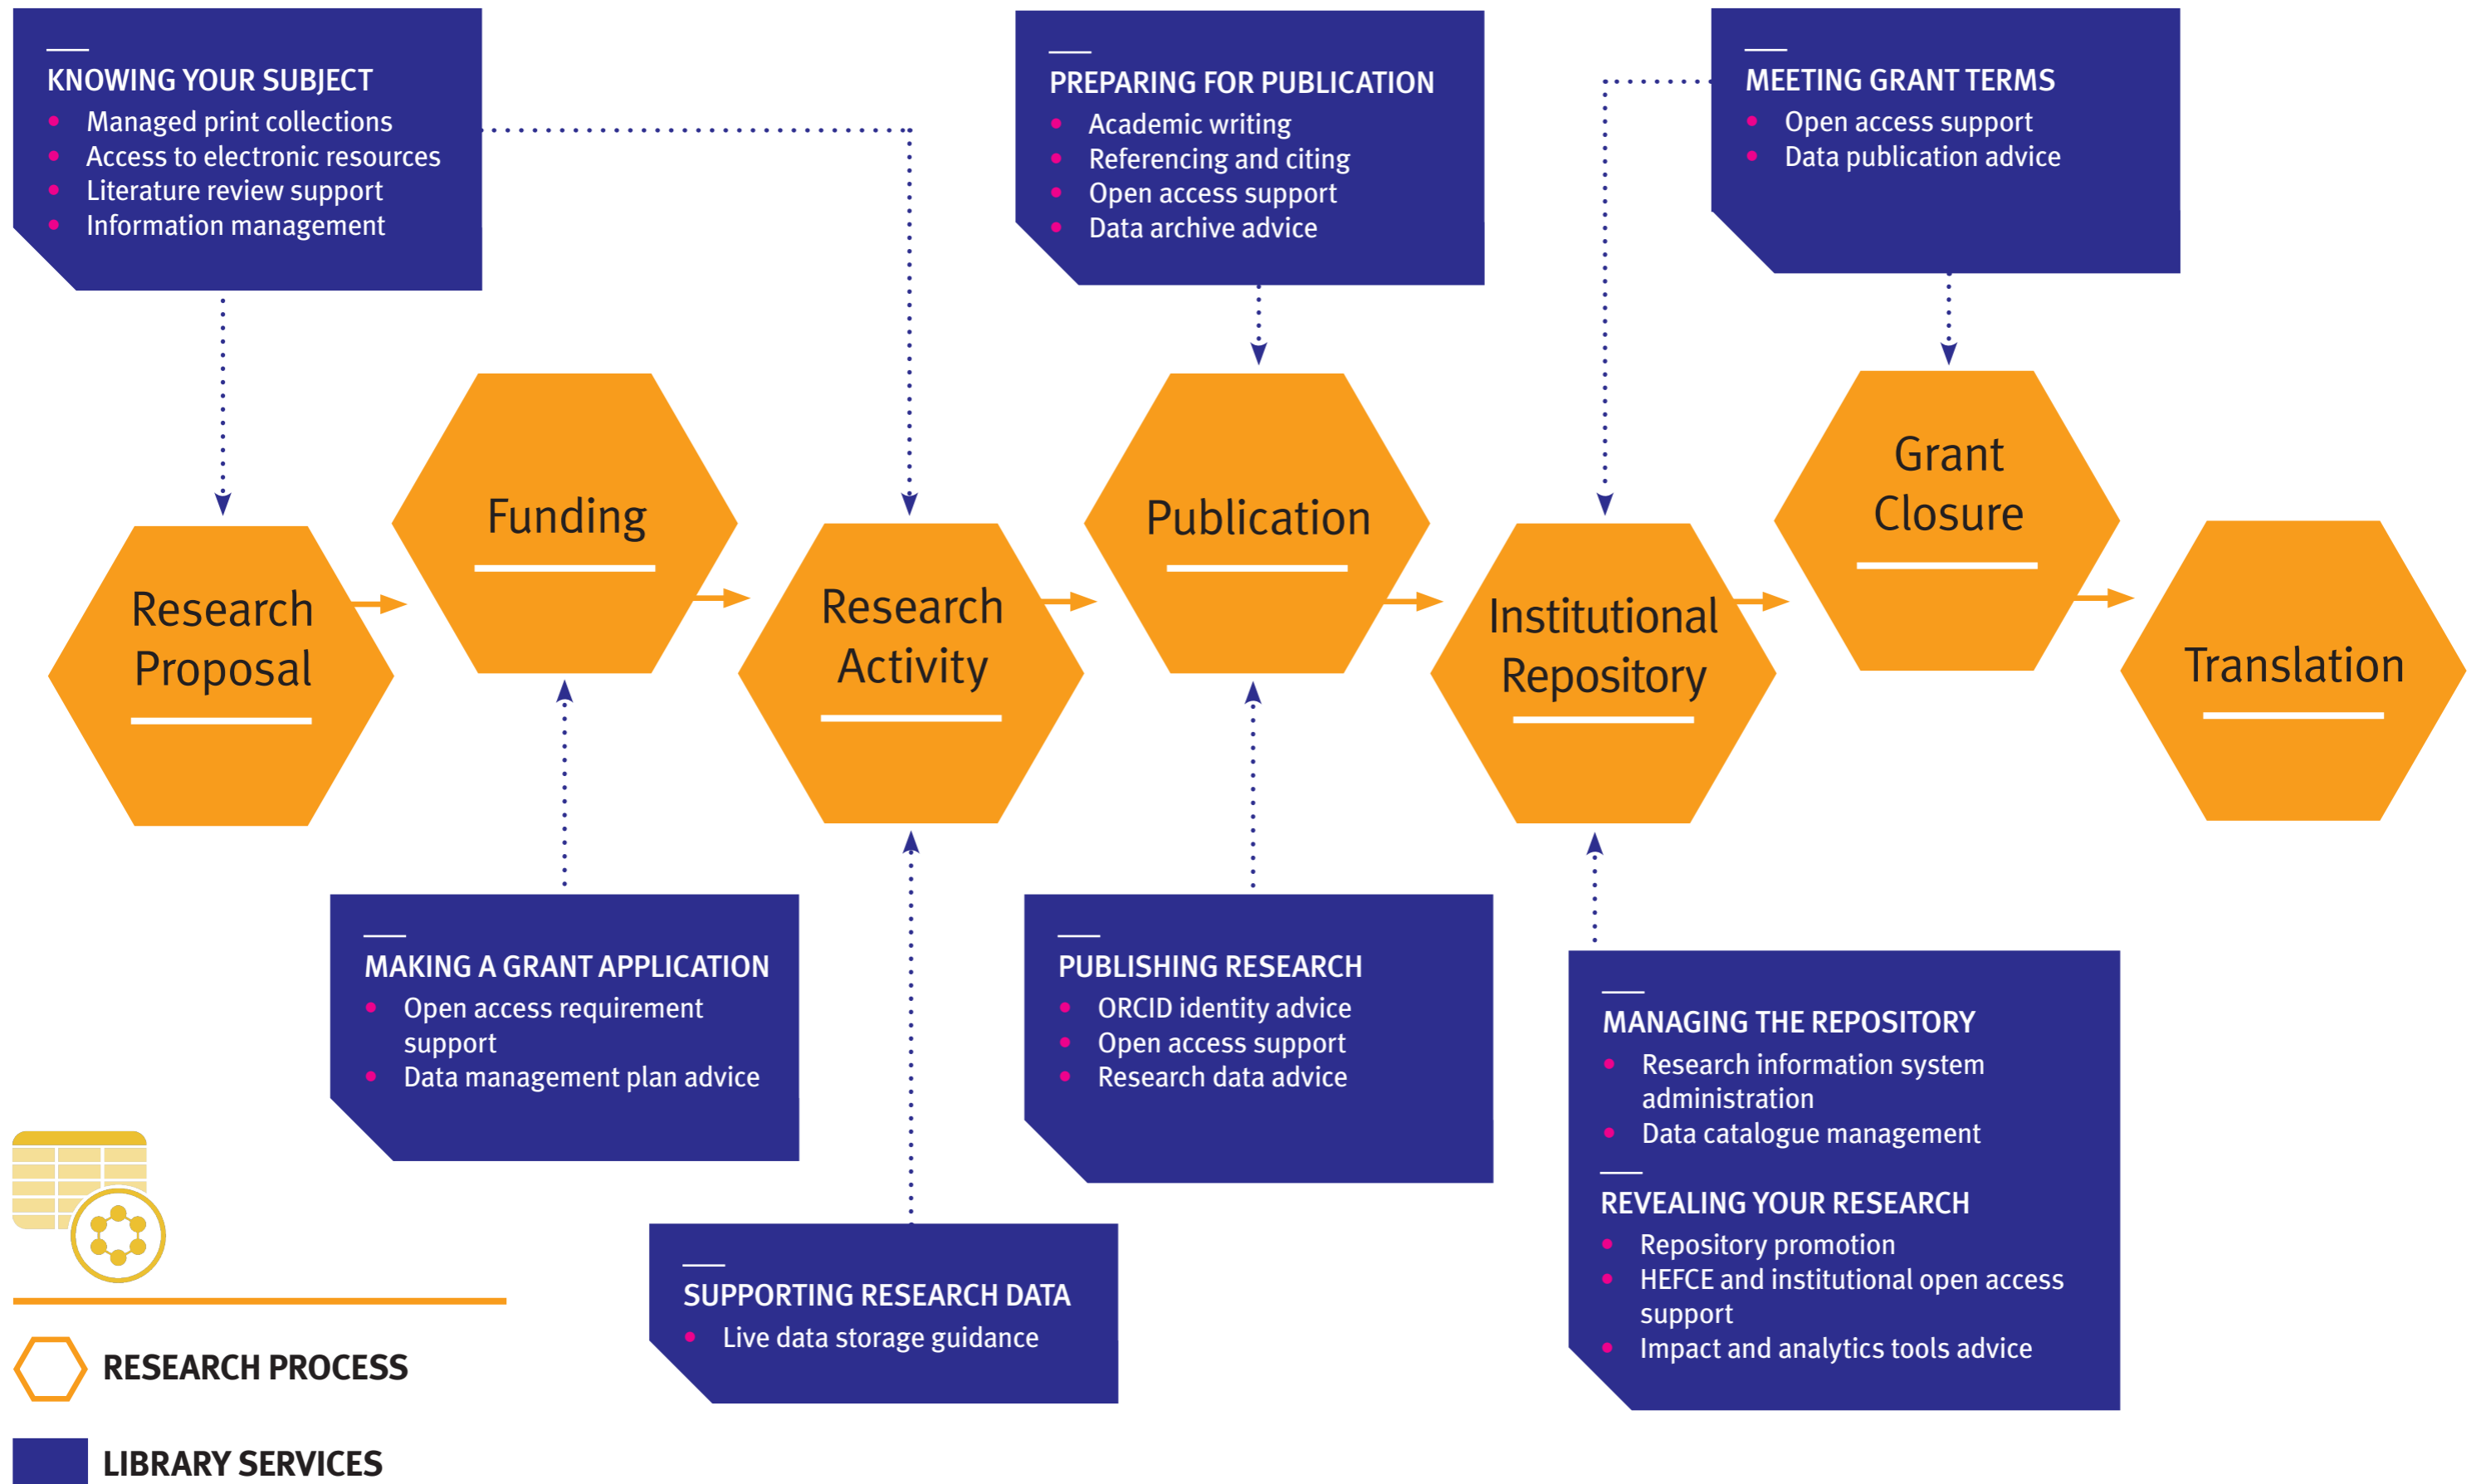 KNOWING YOUR SUBJECT
• Managed print collections
• Access to electronic resources
• Literature review support
• Information management
PREPARING FOR PUBLICATION
• Academic writing
• Referencing and citing
• Open access support
• Data archive advice
MEETING GRANT TERMS
• Open access support
• Data publication advice
Research
Proposal
Funding
Research
Activity
Publication
Institutional
Repository
Grant
Closure
Translation
MAKING A GRANT APPLICATION
• Open access requirement
support
• Data management plan advice
SUPPORTING RESEARCH DATA
• Live data storage guidance
PUBLISHING RESEARCH
• ORCID identity advice
• Open access support
• Research data advice
MANAGING THE REPOSITORY
• Research information system
administration
• Data catalogue management
REVEALING YOUR RESEARCH
• Repository promotion
• HEFCE and institutional open access
support
• Impact and analytics tools advice
RESEARCH PROCESS
LIBRARY SERVICES